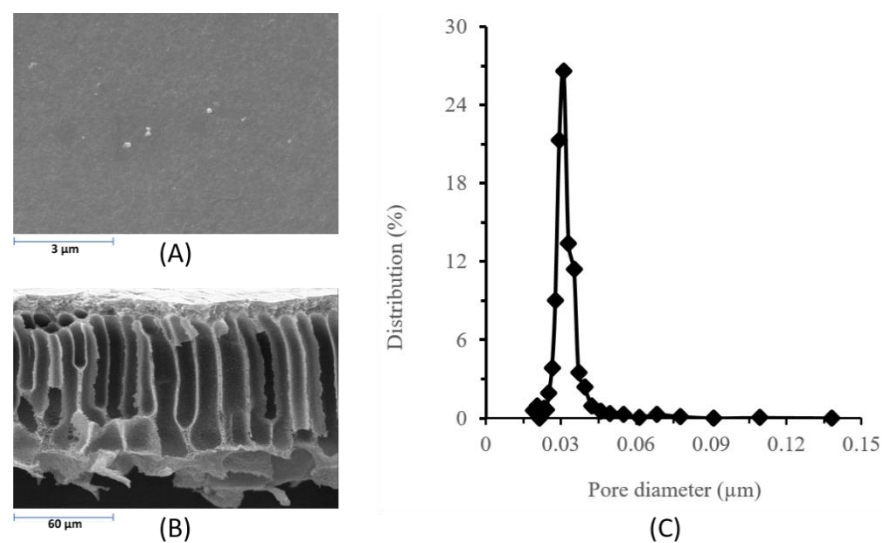 3 µm
(A)
60 µm
(B)
Distribution (%)
30
24
18
12
6
0
0 0.03 0.06 0.09 0.12 0.15
Pore diameter (µm)
(C)